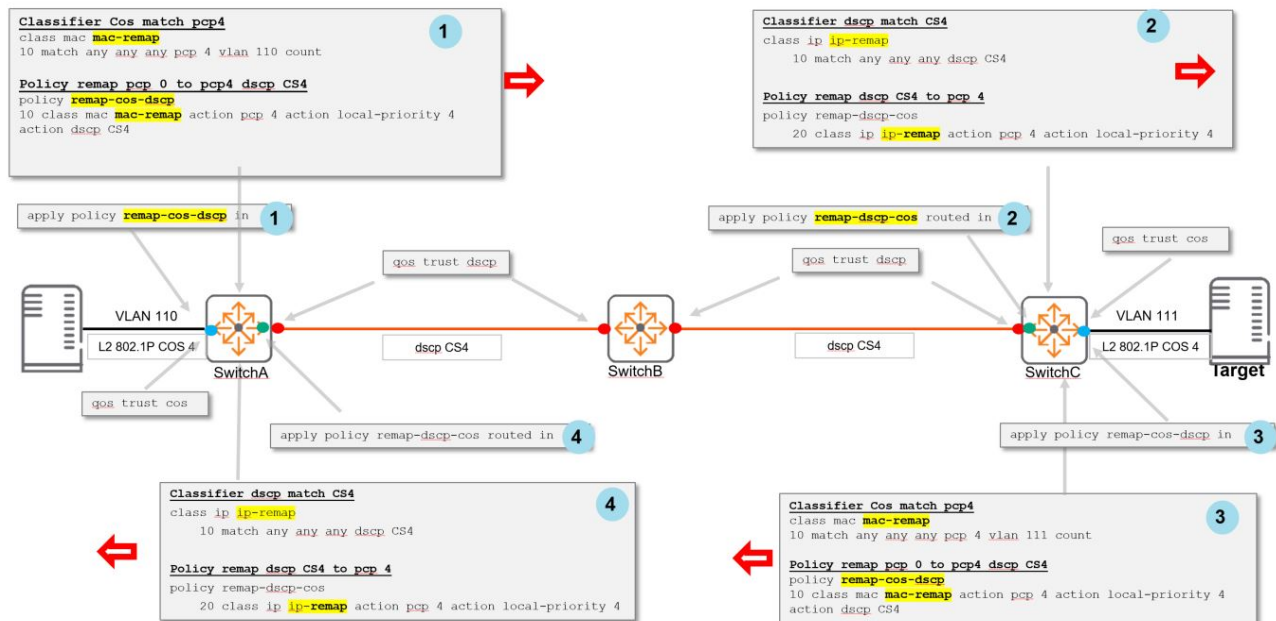 Classifier Cos match pcp4
class mac mac-remap
10 match any any any pcp 4 vlan 110 count
Policy remap pcp 0 to pcp4 dscp CS4
policy remap-cos-dscp
10 class mac mac-remap action pcp 4 action local-priority 4
action dscp CS4
1
Classifier dscp match CS4
class ip ip-remap
10 match any any any dscp CS4
Policy remap dscp CS4 to pcp 4
policy remap-dscp-cos
20 class ip ip-remap action pcp 4 action local-priority 4
2
apply policy remap-cos-dscp in
1
apply policy remap-dscp-cos routed in
2
qos trust cos
qos trust dscp
qos trust dscp
VLAN 110
L2 802.1P COS 4
SwitchA
dscp CS4
SwitchB
dscp CS4
SwitchC
VLAN 111
L2 802.1P COS 4
Target
qos trust cos
apply policy remap-dscp-cos routed in
4
apply policy remap-cos-dscp in
3
Classifier dscp match CS4
class ip ip-remap
10 match any any any dscp CS4
Policy remap dscp CS4 to pcp 4
policy remap-dscp-cos
20 class ip ip-remap action pcp 4 action local-priority 4
4
Classifier Cos match pcp4
class mac mac-remap
10 match any any any pcp 4 vlan 111 count
Policy remap pcp 0 to pcp4 dscp CS4
policy remap-cos-dscp
10 class mac mac-remap action pcp 4 action local-priority 4
action dscp CS4
3